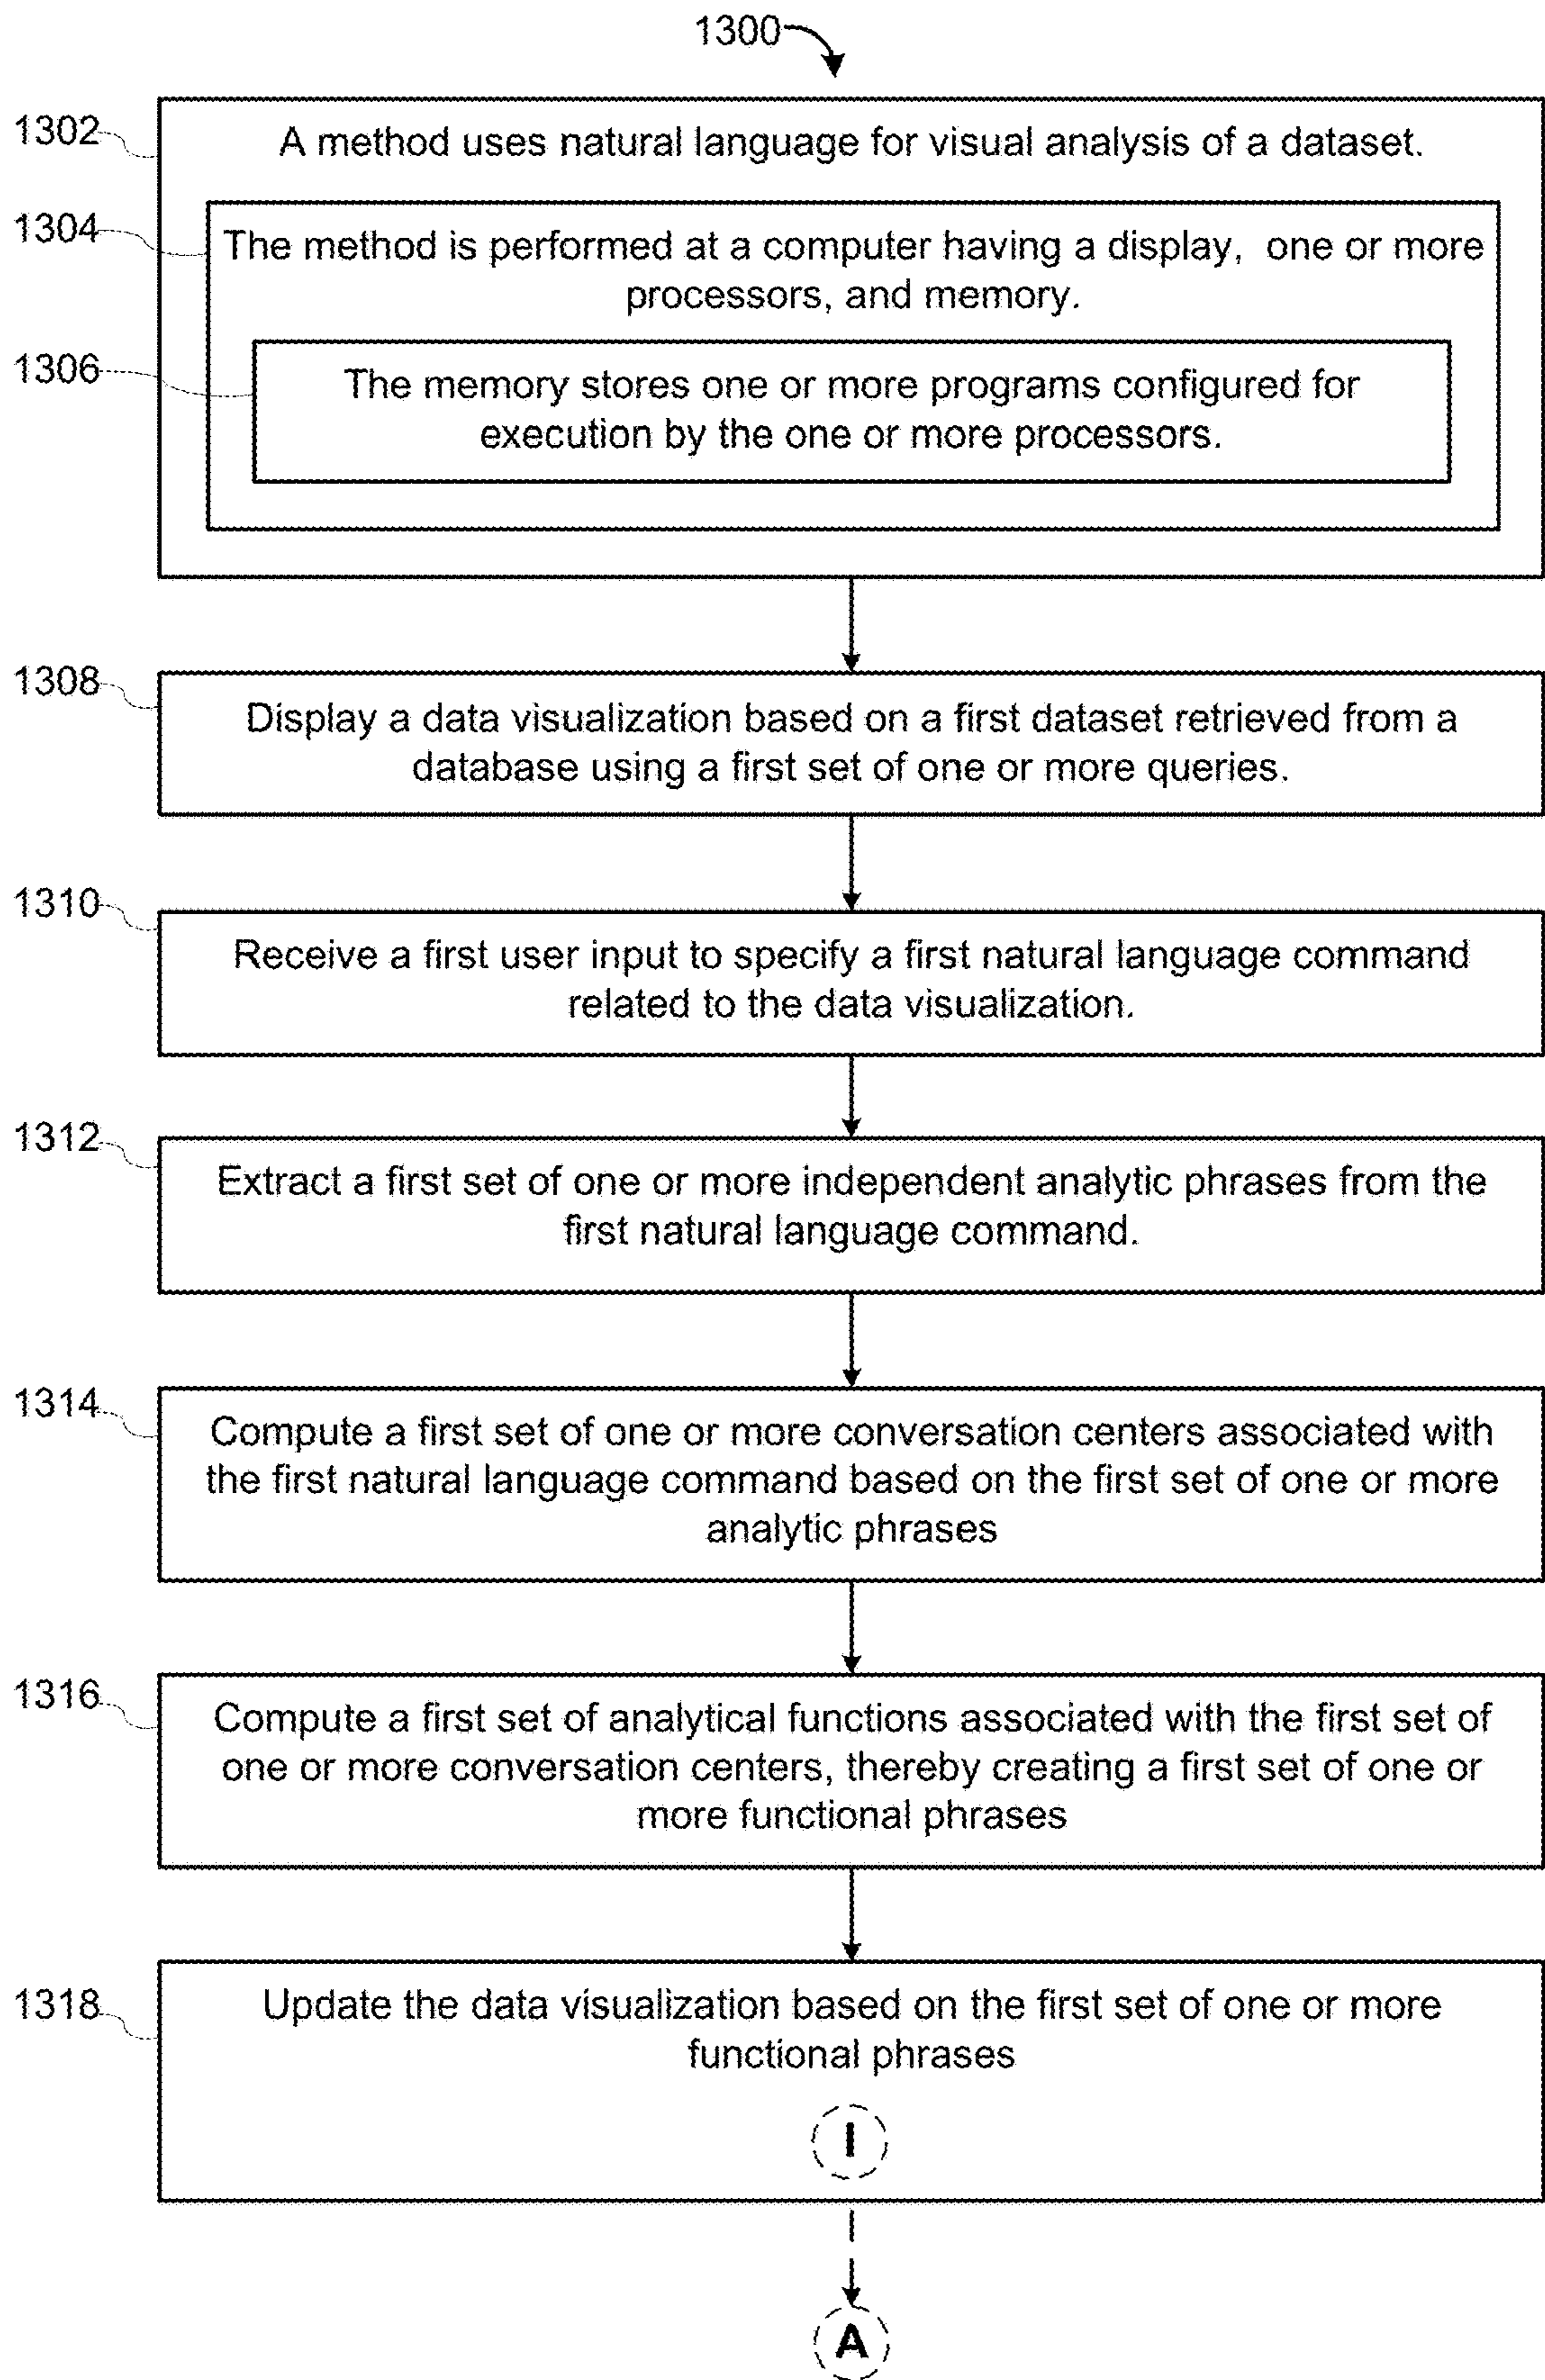 1300
1302
A method uses natural language for visual analysis of a dataset.
1304
The method is performed at a computer having a display, one or more
processors, and memory.
1306
The memory stores one or more programs configured for
execution by the one or more processors.
1308
Display a data visualization based on a first dataset retrieved from a
database using a first set of one or more queries.
1310
Receive a first user input to specify a first natural language command
related to the data visualization.
1312
Extract a first set of one or more independent analytic phrases from the
first natural language command.
1314
Compute a first set of one or more conversation centers associated with
the first natural language command based on the first set of one or more
analytic phrases
1316
Compute a first set of analytical functions associated with the first set of
one or more conversation centers, thereby creating a first set of one or
more functional phrases
1318
Update the data visualization based on the first set of one or more
functional phrases
I
A